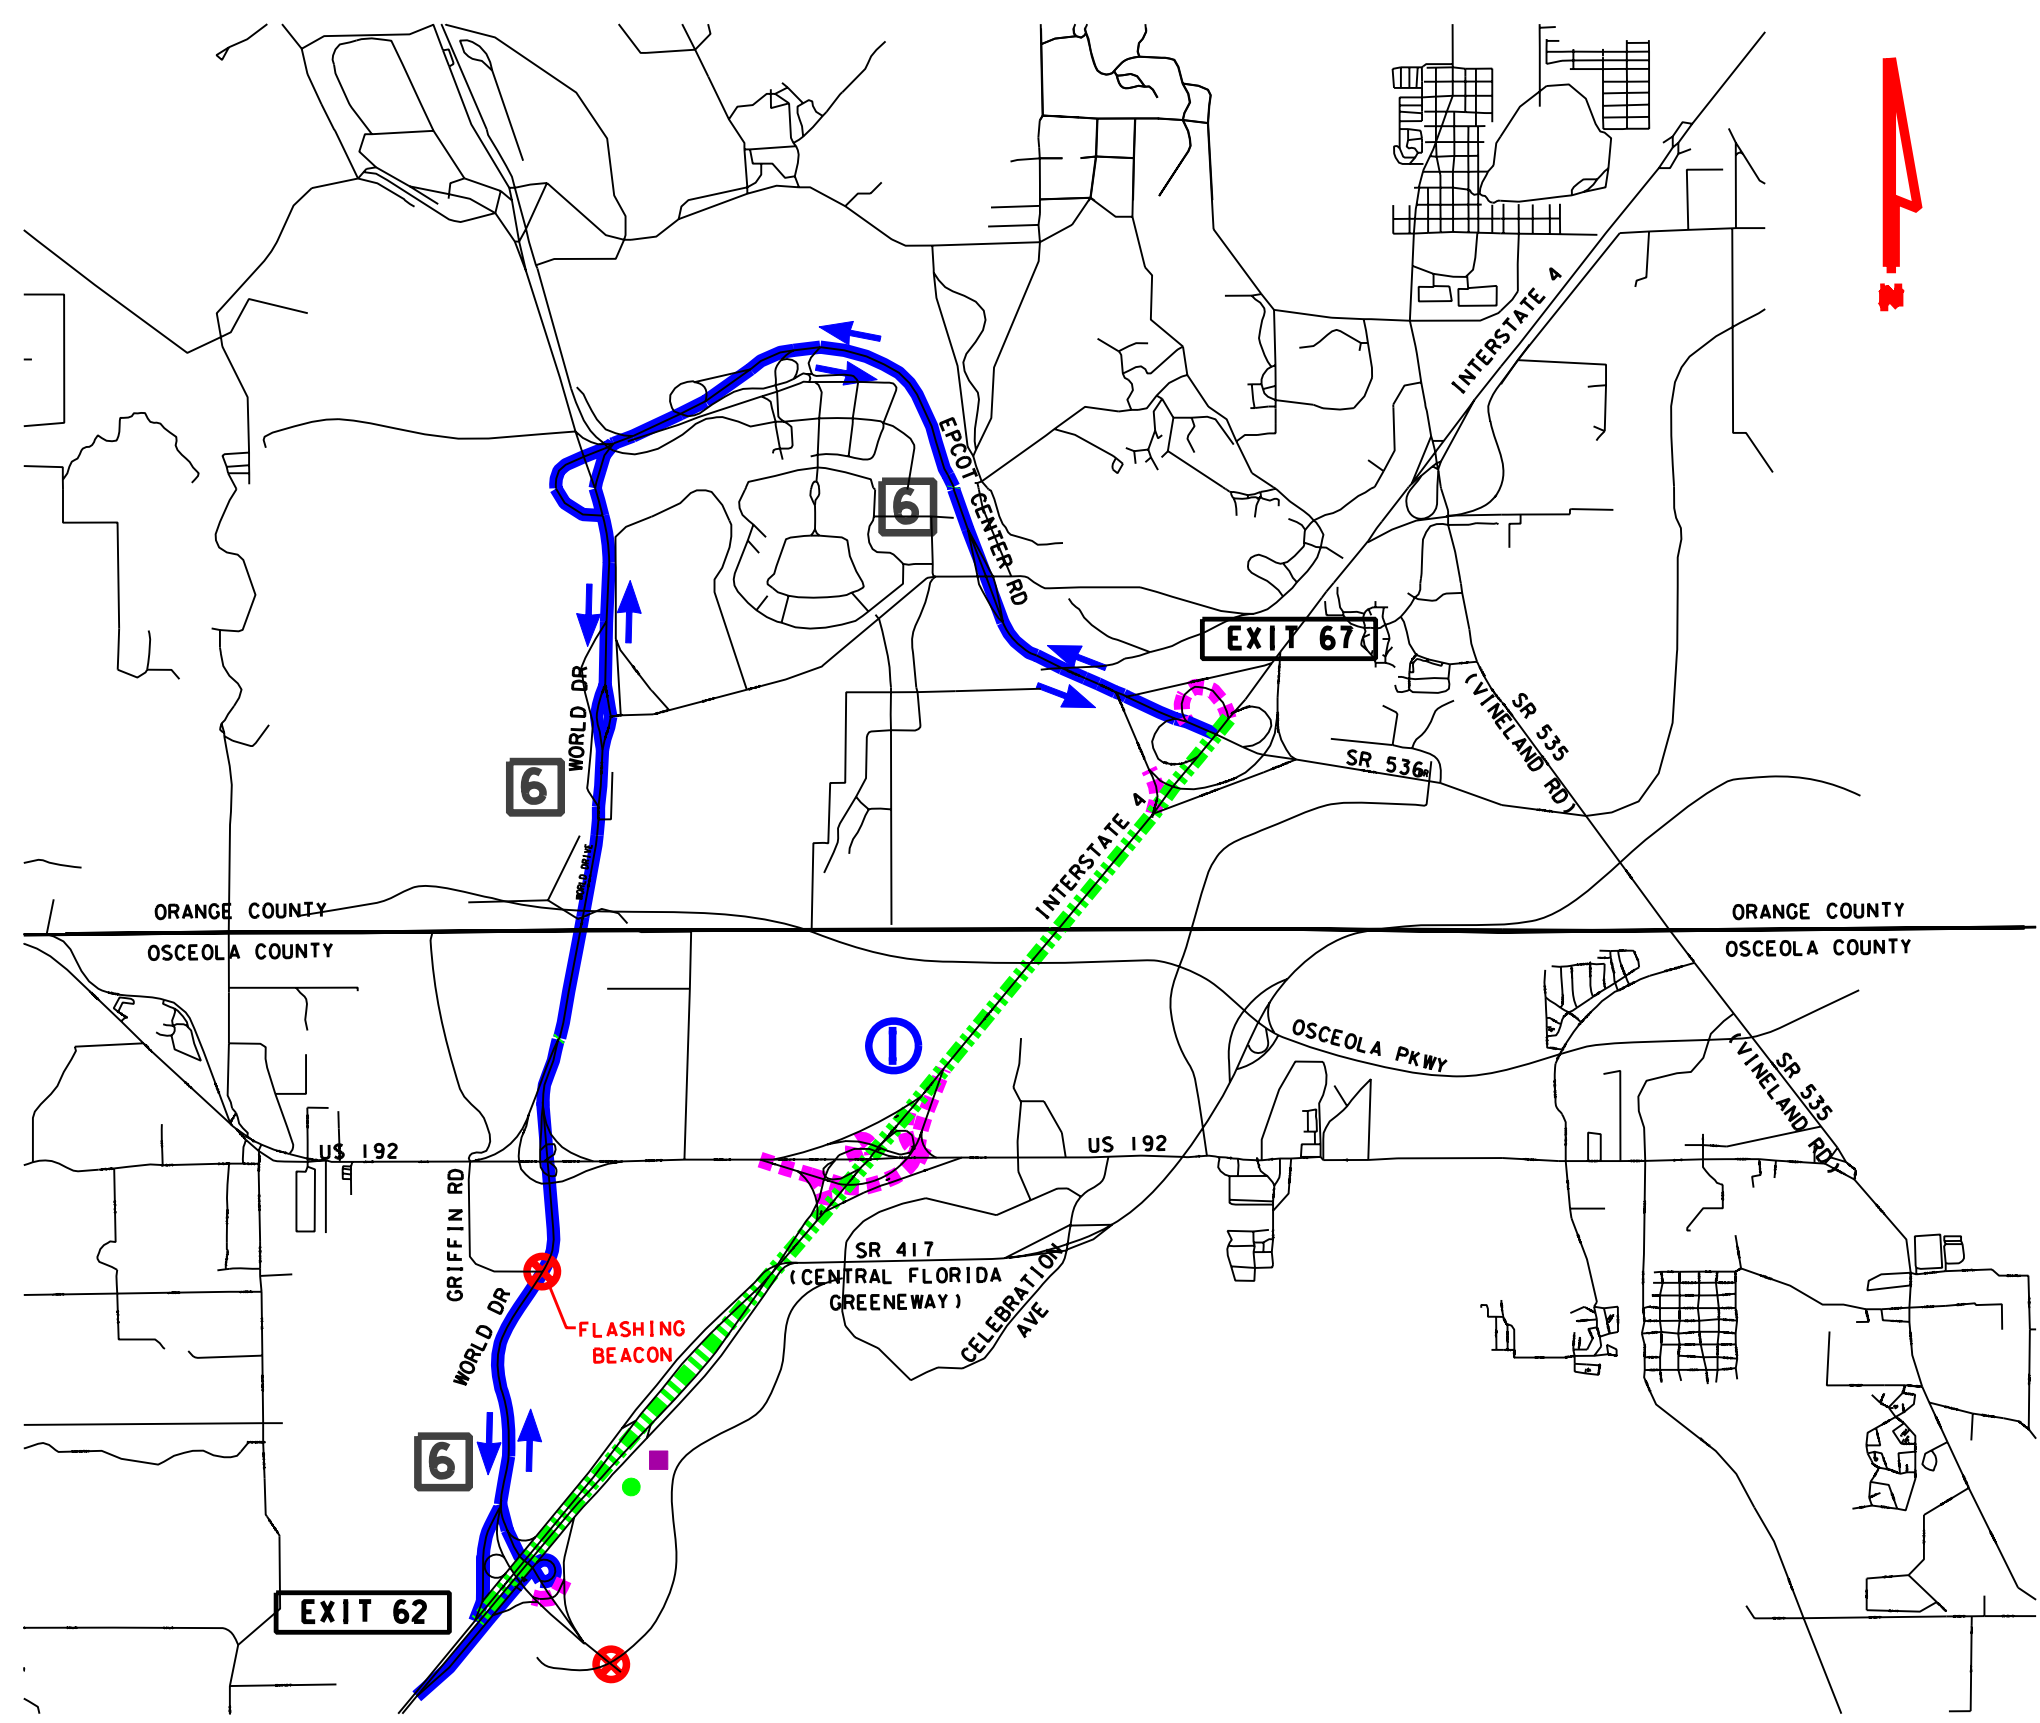 N
INTERSTATE 4
EPCOT CENTER RD
6
EXIT 67
WORLD DR
SR 535
(VINELAND RD)
SR 536
6
INTERSTATE 4
WORLD DRIVE
ORANGE COUNTY
ORANGE COUNTY
OSCEOLA COUNTY
OSCEOLA COUNTY
1
OSCEOLA PKWY
SR 535
(VINELAND RD)
US 192
US 192
GRIFFIN RD
SR 417
(CENTRAL FLORIDA
GREENEWAY)
CELEBRATION
AVE
WORLD DR
FLASHING
BEACON
6
EXIT 62